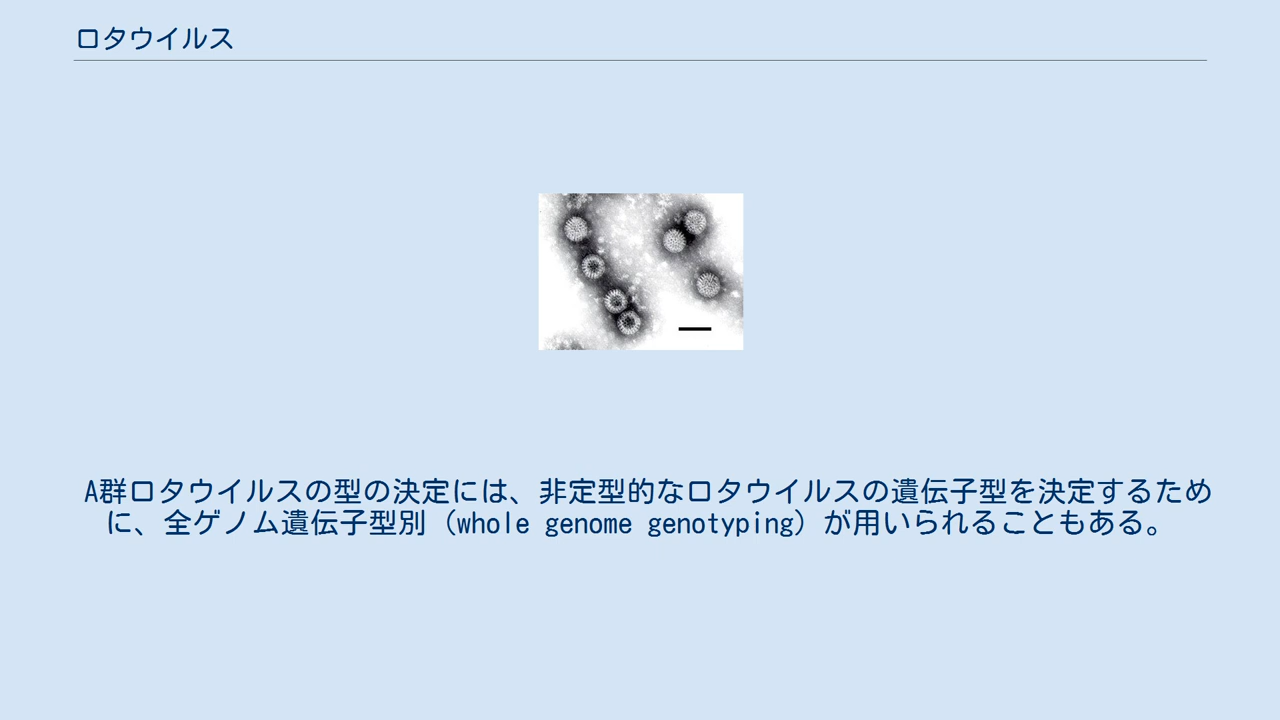 ロタウイルス
A群ロタウイルスの型の決定には、非定型的なロタウイルスの遺伝子型を決定するため
に、全ゲノム遺伝子型別（whole genome genotyping）が用いられることもある。